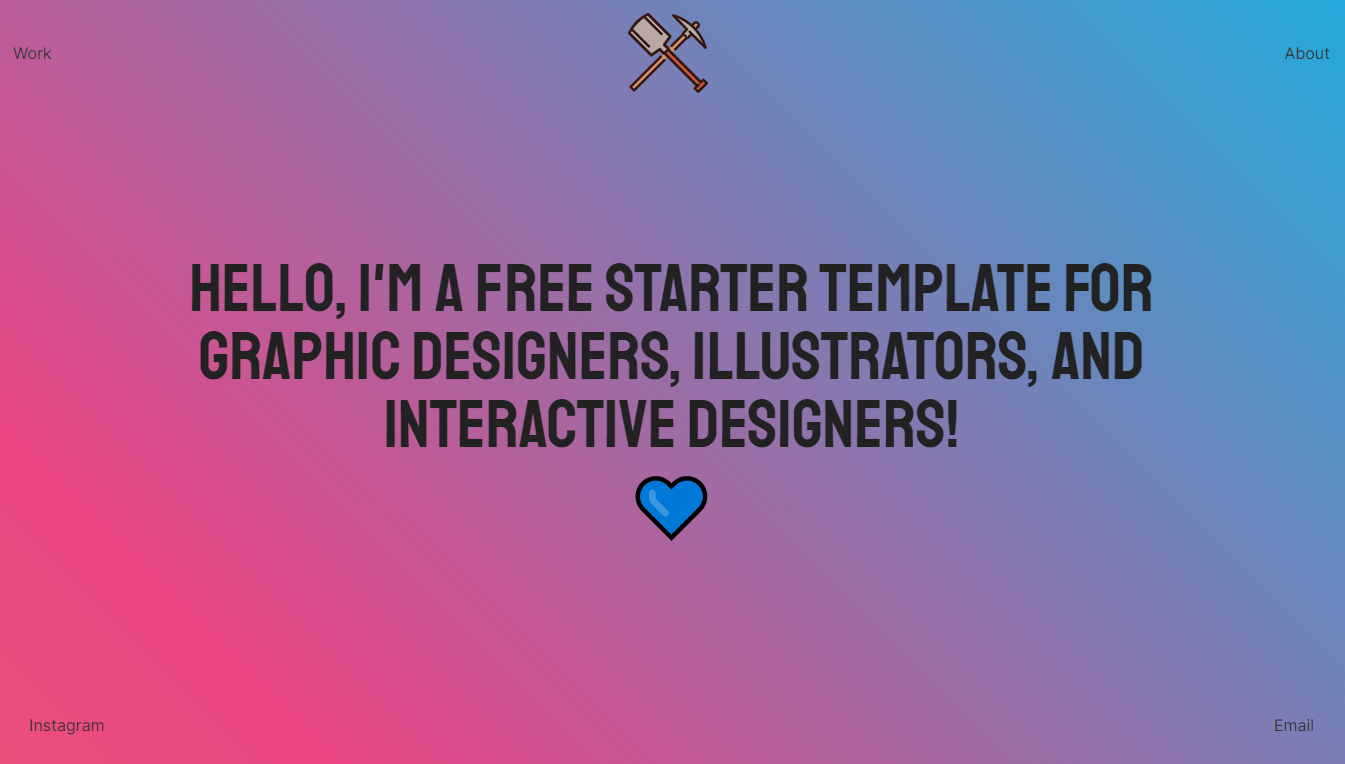 Work
About
HELLO, I'M A FREE STARTER TEMPLATE FOR
GRAPHIC DESIGNERS, ILLUSTRATORS, AND
INTERACTIVE DESIGNERS!
Instagram
Email